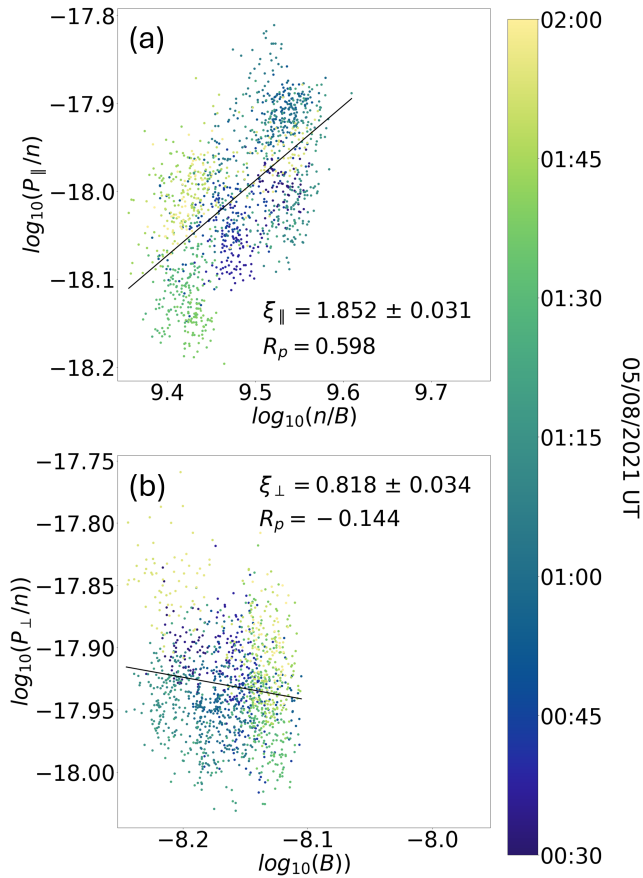 (a)
−17.8
−17.9
−18.0
−18.1
−18.2
log₁₀(P∥/n)
ξ∥ = 1.852 ± 0.031
Rₚ = 0.598
9.4 9.5 9.6 9.7
log₁₀(n/B)
(b)
−17.75
−17.80
−17.85
−17.90
−17.95
−18.00
log₁₀(P⊥/n))
ξ⊥ = 0.818 ± 0.034
Rₚ = −0.144
−8.2 −8.1 −8.0
log₁₀(B))
02:00
01:45
01:30
01:15
01:00
00:45
00:30
05/08/2021 UT